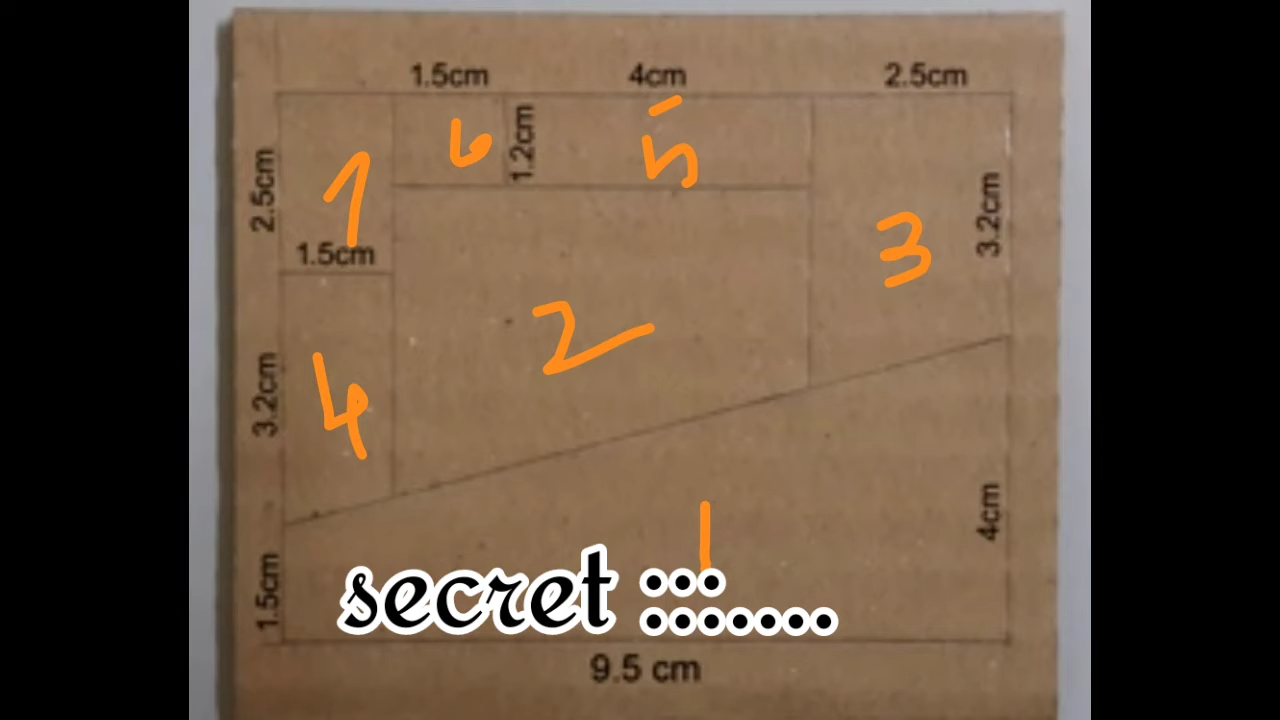 1.5cm 4cm 2.5cm
6 1.2cm 5
2.5cm 1 3.2cm
1.5cm 3
2
3.2cm 4
4cm
1
1.5cm secret :::....
9.5 cm